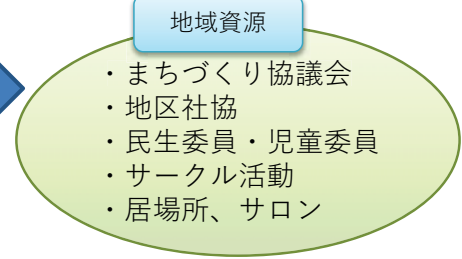 地域資源
・まちづくり協議会
・地区社協
・民生委員・児童委員
・サークル活動
・居場所、サロン